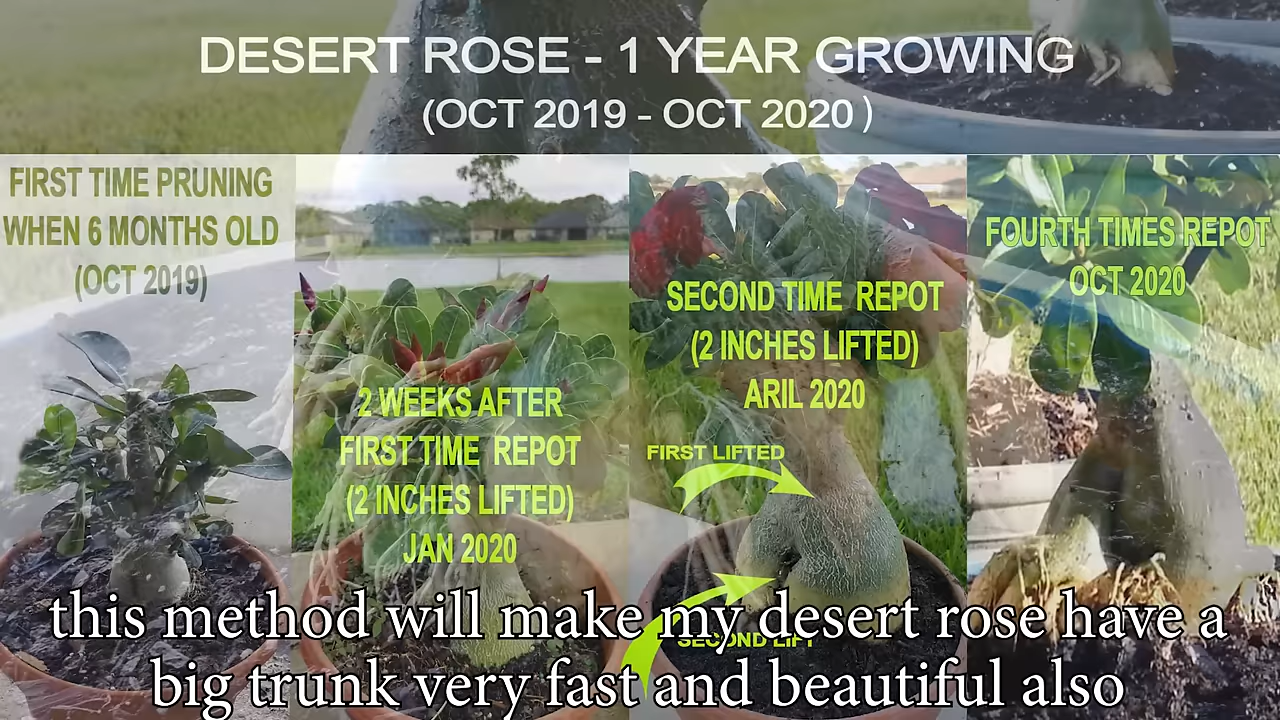 DESERT ROSE - 1 YEAR GROWING
(OCT 2019 - OCT 2020 )
FIRST TIME PRUNING
WHEN 6 MONTHS OLD
(OCT 2019)
2 WEEKS AFTER
FIRST TIME REPOT
(2 INCHES LIFTED)
JAN 2020
SECOND TIME REPOT
(2 INCHES LIFTED)
ARIL 2020
FIRST LIFTED
SECOND LIFT
FOURTH TIMES REPOT
OCT 2020
this method will make my desert rose have a
big trunk very fast and beautiful also